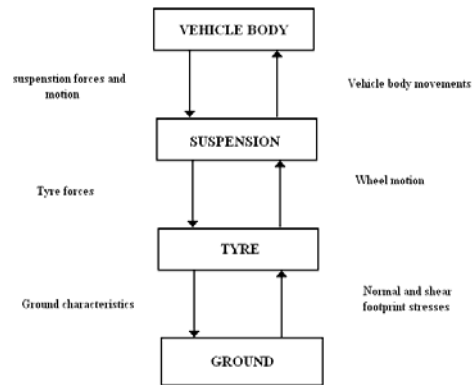 VEHICLE BODY
suspenstion forces and
motion
Vehicle body movements
SUSPENSION
Tyre forces
Wheel motion
TYRE
Ground characteristics
Normal and shear
footprint stresses
GROUND